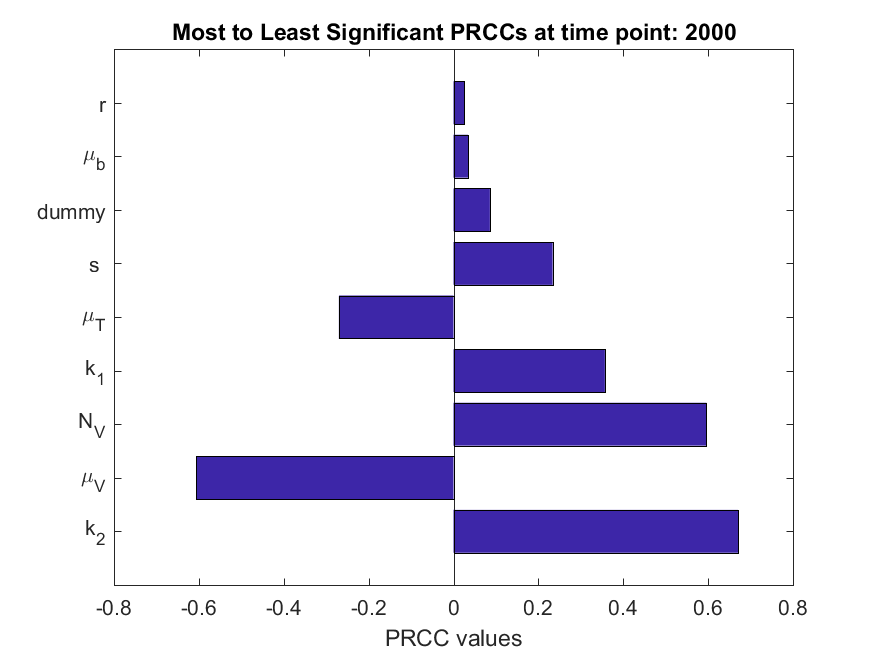 Most to Least Significant PRCCs at time point: 2000
r
μb
dummy
s
μT
k1
NV
μV
k2
-0.8 -0.6 -0.4 -0.2 0 0.2 0.4 0.6 0.8
PRCC values